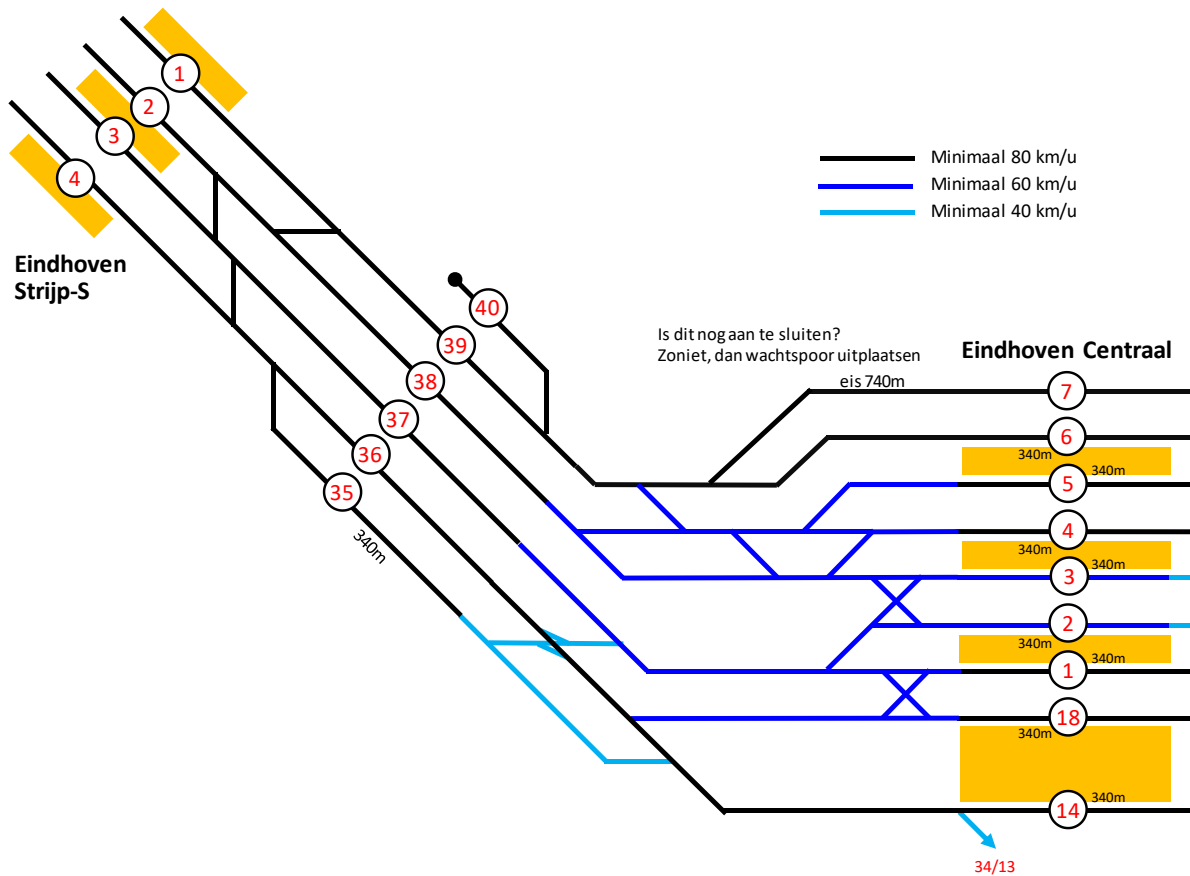 1
2
3
4
Minimaal 80 km/u
Minimaal 60 km/u
Minimaal 40 km/u
Eindhoven
Strijp-S
40
39
38
37
36
35
340m
Is dit nog aan te sluiten?
Zoniet, dan wachtspoor uitplaatsen
eis 740m
Eindhoven Centraal
7
6
340m
340m
5
4
340m
340m
3
2
340m
340m
1
18
340m
340m
14
34/13